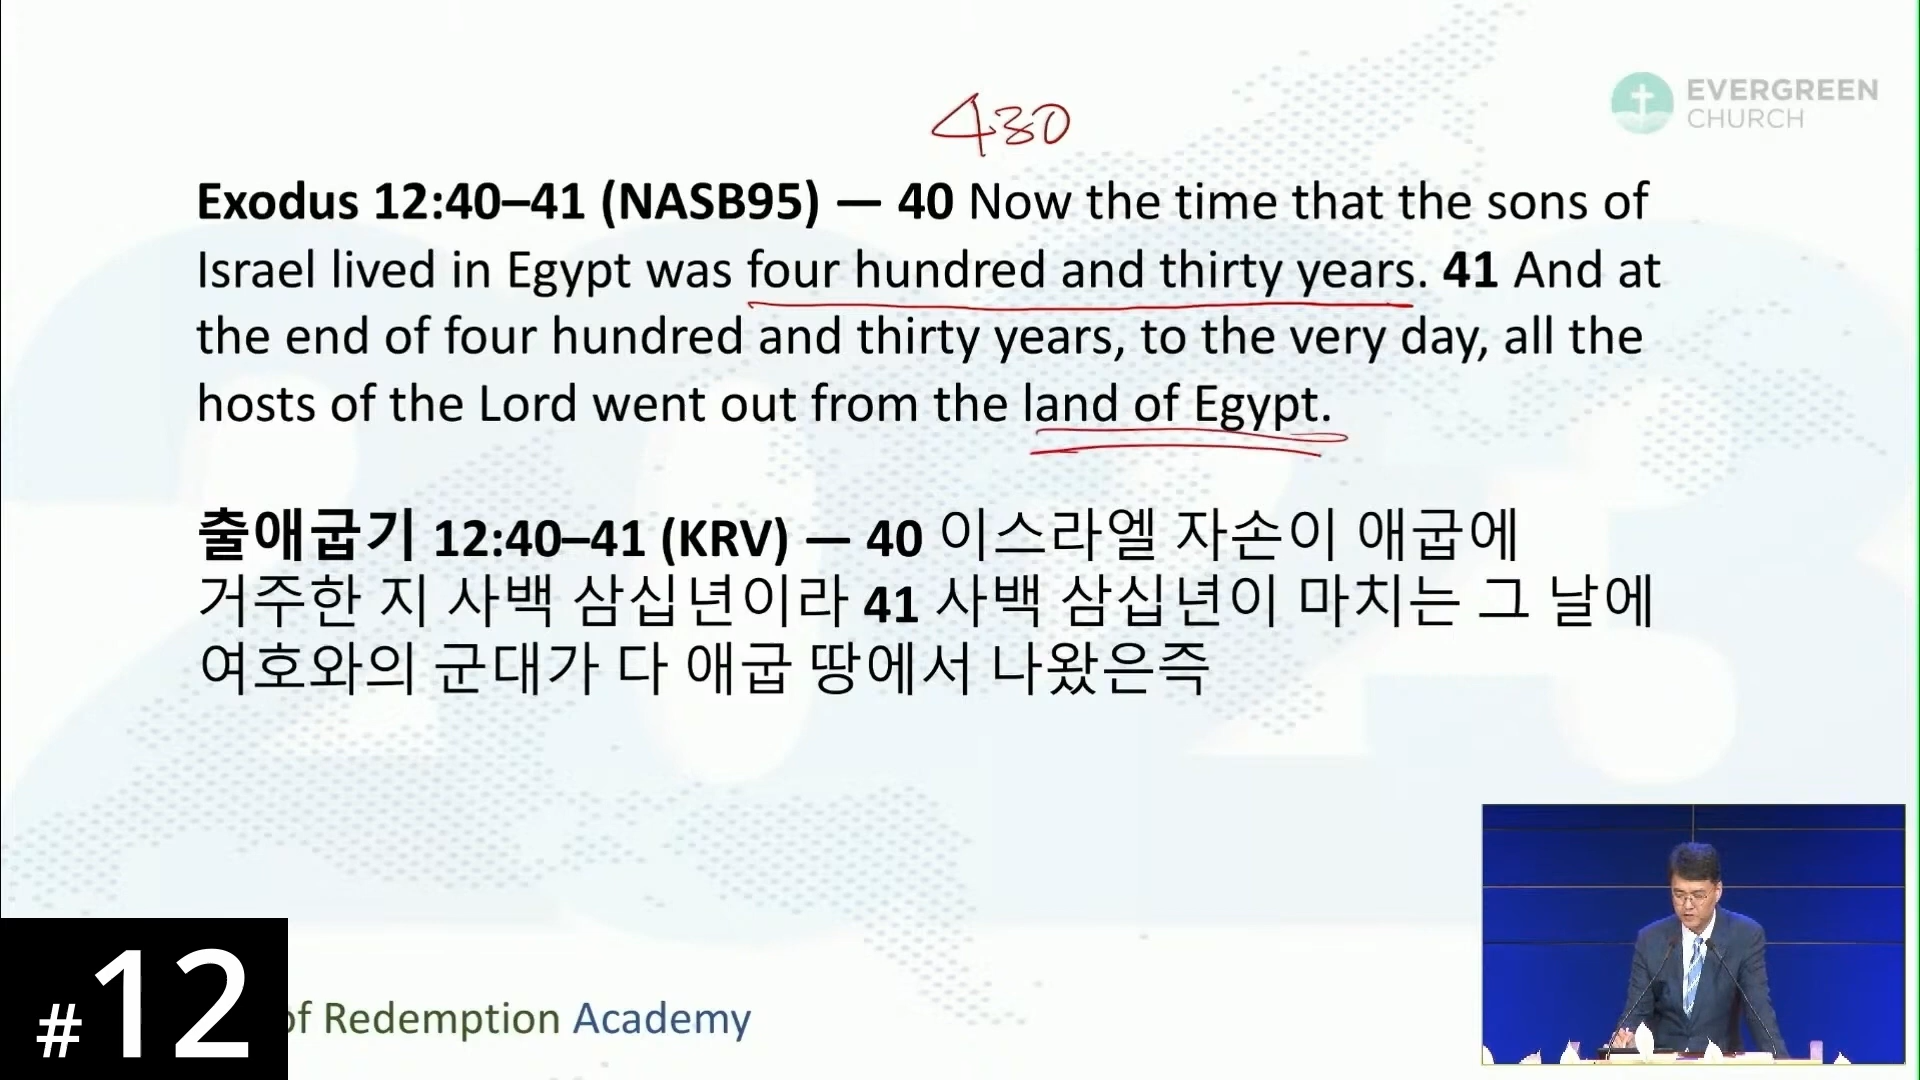 EVERGREEN
CHURCH
430
Exodus 12:40–41 (NASB95) — 40 Now the time that the sons of
Israel lived in Egypt was four hundred and thirty years. 41 And at
the end of four hundred and thirty years, to the very day, all the
hosts of the Lord went out from the land of Egypt.
출애굽기 12:40–41 (KRV) — 40 이스라엘 자손이 애굽에
거주한 지 사백 삼십년이라 41 사백 삼십년이 마치는 그 날에
여호와의 군대가 다 애굽 땅에서 나왔은즉
#12
of Redemption Academy